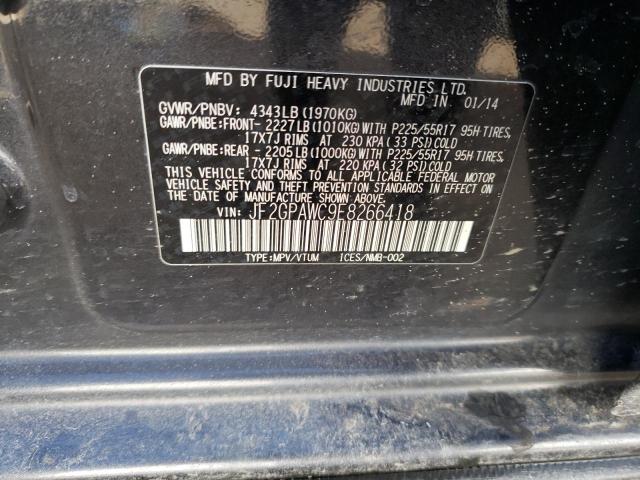 MFD BY FUJI HEAVY INDUSTRIES LTD.
MFD IN 01/14
GVWR/PNBV: 4343LB (1970KG)
GAWR/PNBE:FRONT- 2227LB (1010KG) WITH P225/55R17 95H TIRES,
17X7J RIMS AT 230 KPA (33 PSI) COLD
GAWR/PNBE:REAR - 2205LB (1000KG) WITH P225/55R17 95H TIRES,
17X7J RIMS AT 220 KPA (32 PSI) COLD
THIS VEHICLE CONFORMS TO ALL APPLICABLE FEDERAL MOTOR
VEHICLE SAFETY AND THEFT PREVENTION STANDARDS IN EFFECT ON
THE DATE OF MANUFACTURE SHOWN ABOVE.
VIN: JF2GPAWC9E8266418
TYPE:MPV/VTUM ICES/NMB-002